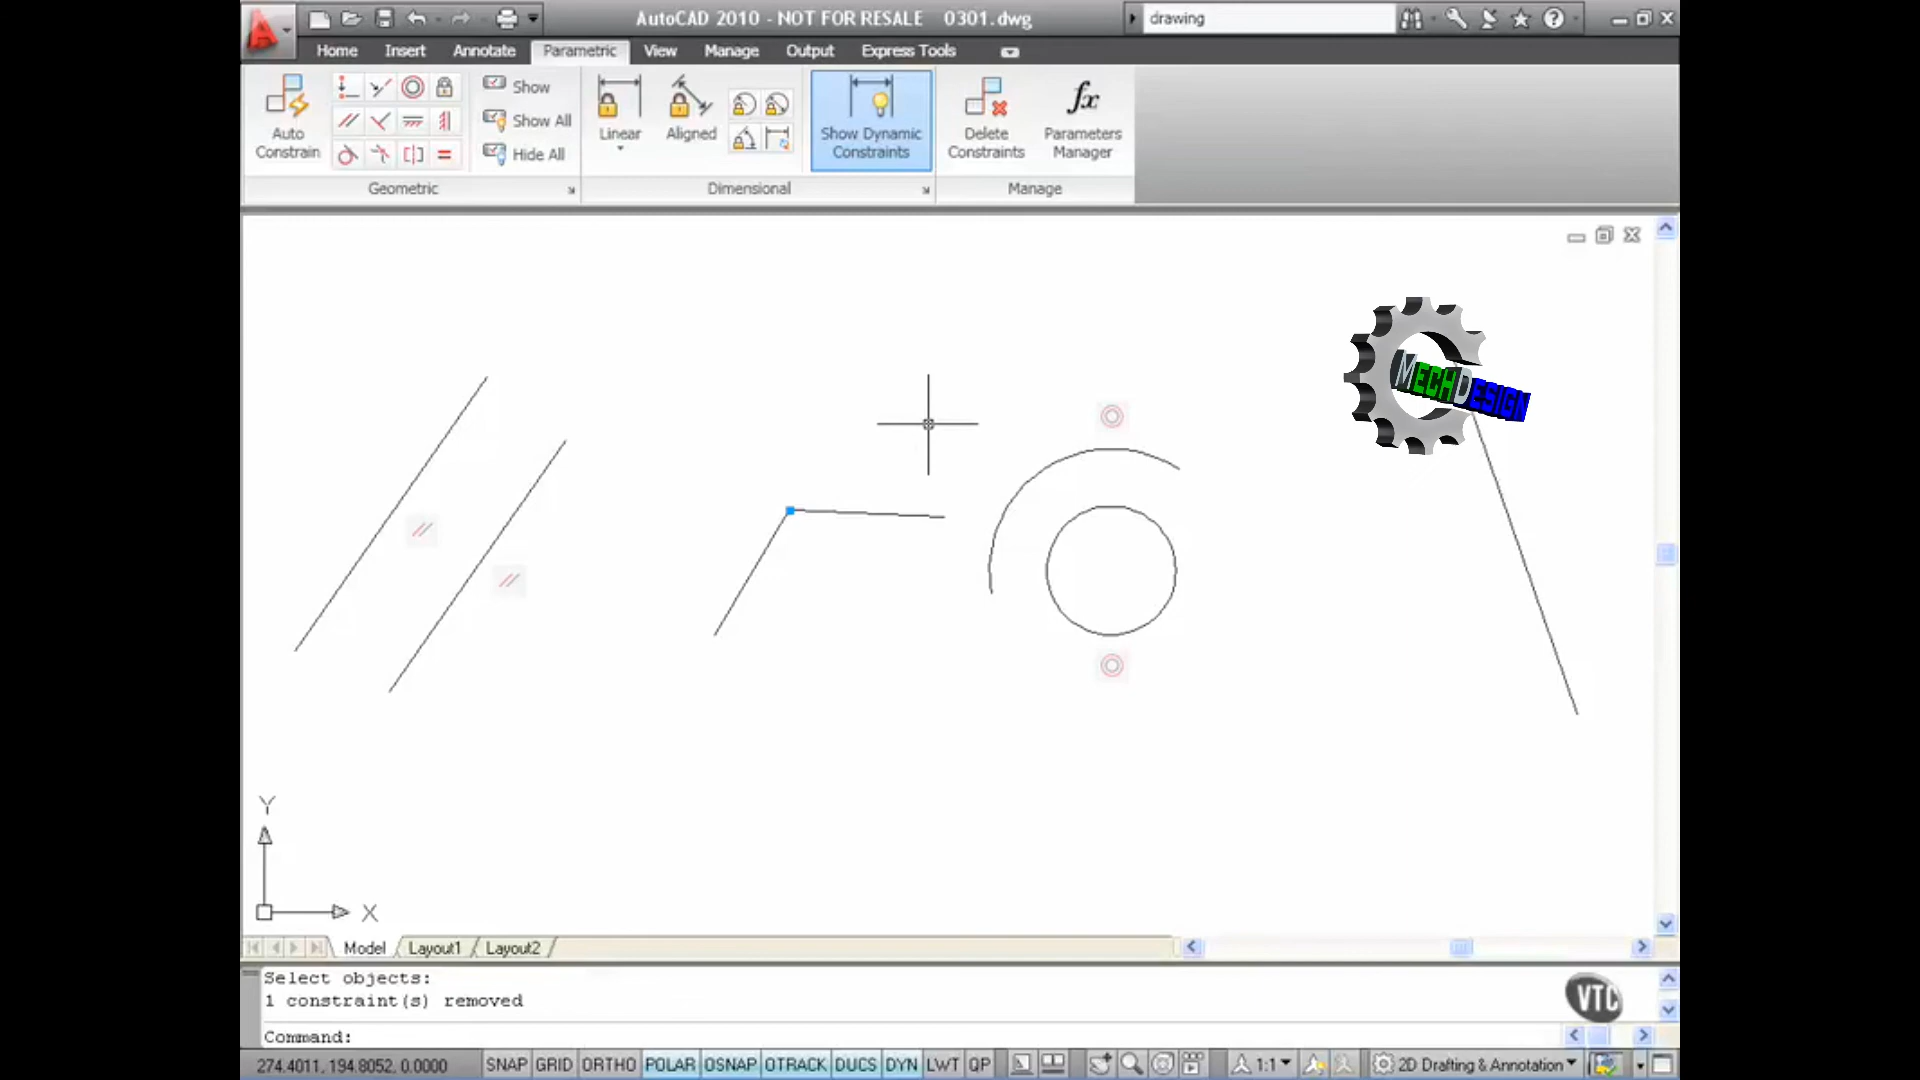 AutoCAD 2010 - NOT FOR RESALE 0301.dwg
drawing
Home Insert Annotate Parametric View Manage Output Express Tools
Auto Constrain
Show
Show All
Hide All
Linear
Aligned
Show Dynamic Constraints
Delete Constraints
fx
Parameters Manager
Geometric Dimensional Manage
MECHDESIGN
Y
X
Model Layout1 Layout2
Select objects:
1 constraint(s) removed
VTC
Command:
274.4011, 194.8052, 0.0000 SNAP GRID ORTHO POLAR OSNAP OTRACK DUCS DYN LWT QP 1:1 2D Drafting & Annotation